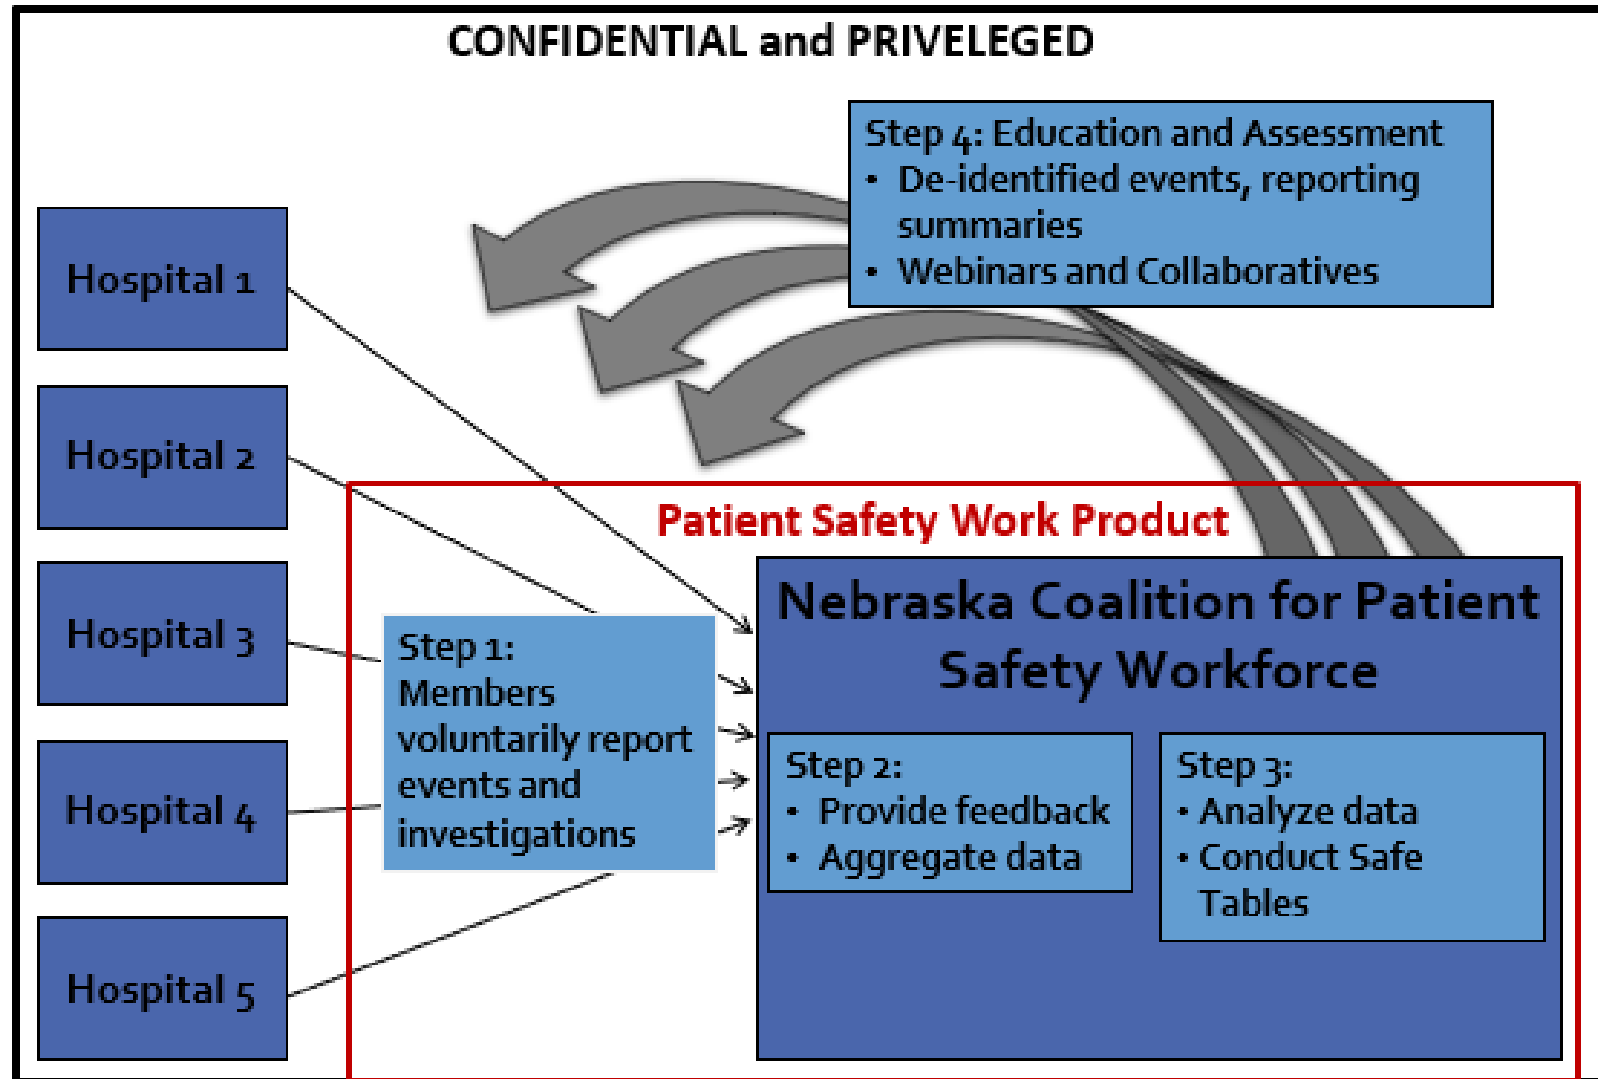 CONFIDENTIAL and PRIVELEGED
Step 4: Education and Assessment
• De-identified events, reporting
summaries
• Webinars and Collaboratives
Hospital 1
Hospital 2
Hospital 3
Hospital 4
Hospital 5
Patient Safety Work Product
Step 1:
Members
voluntarily report
events and
investigations
Nebraska Coalition for Patient
Safety Workforce
Step 2:
• Provide feedback
• Aggregate data
Step 3:
• Analyze data
• Conduct Safe
Tables